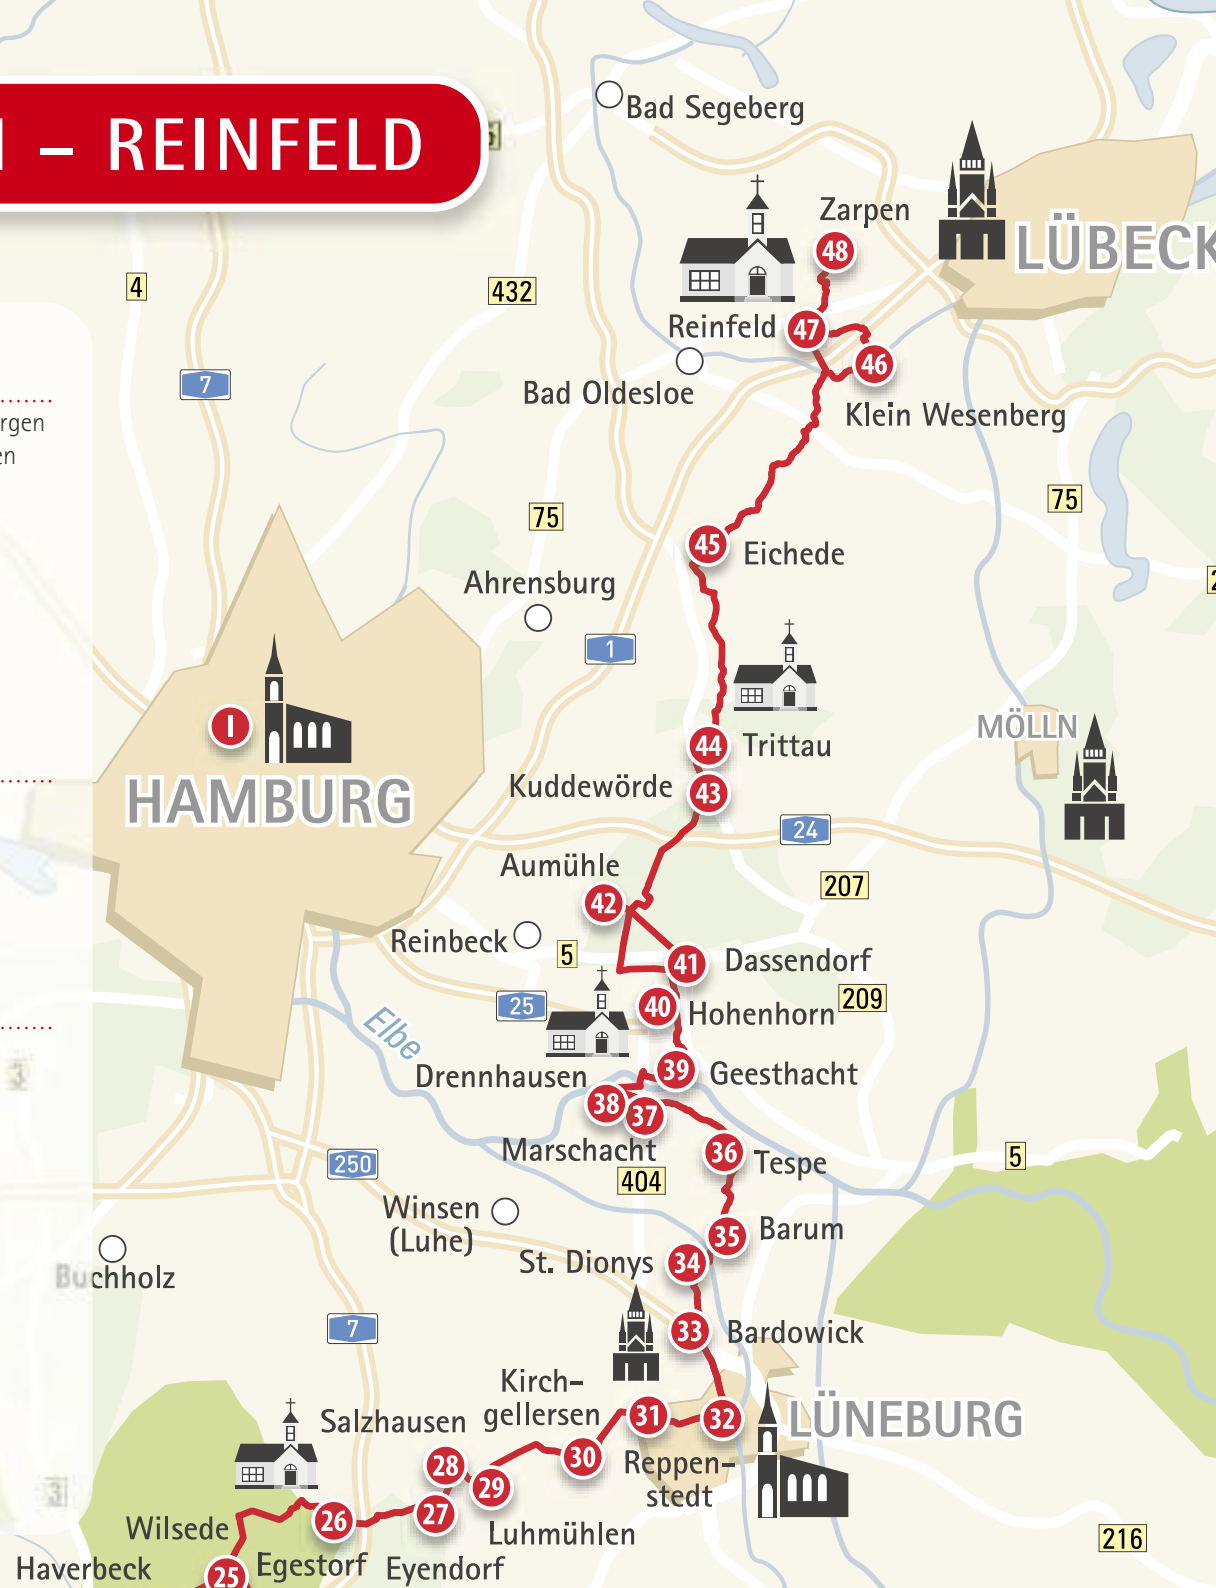 Bad Segeberg
– REINFELD
Zarpen
48
LÜBECK
4
432
Reinfeld
47
46
7
Bad Oldesloe
Klein Wesenberg
rgen
en
75
75
45
Eichede
Ahrensburg
1
I
HAMBURG
MÖLLN
44
Trittau
Kuddewörde
43
24
Aumühle
207
42
Reinbeck
5
41
Dassendorf
25
40
Hohenhorn
209
Elbe
39
Geesthacht
Drennhausen
38
37
Marschacht
36
Tespe
5
250
404
Winsen
(Luhe)
35
Barum
St. Dionys
34
Buchholz
7
33
Bardowick
Kirch-
gellersen
Salzhausen
31
32
LÜNEBURG
28
30
Reppen-
stedt
29
27
Luhmühlen
26
Wilsede
216
Haverbeck
25
Egestorf
Eyendorf
3
3